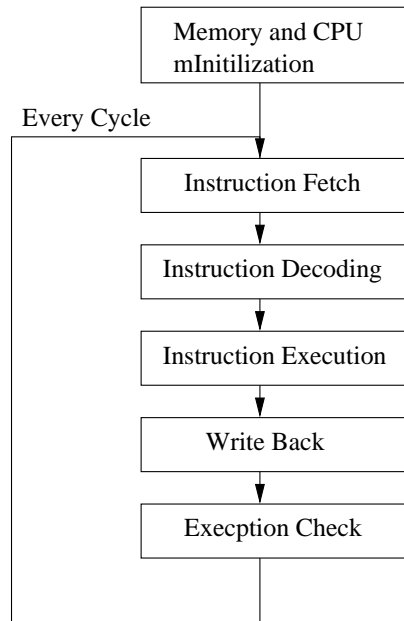 Memory and CPU
mInitilization
Every Cycle
Instruction Fetch
Instruction Decoding
Instruction Execution
Write Back
Execption Check